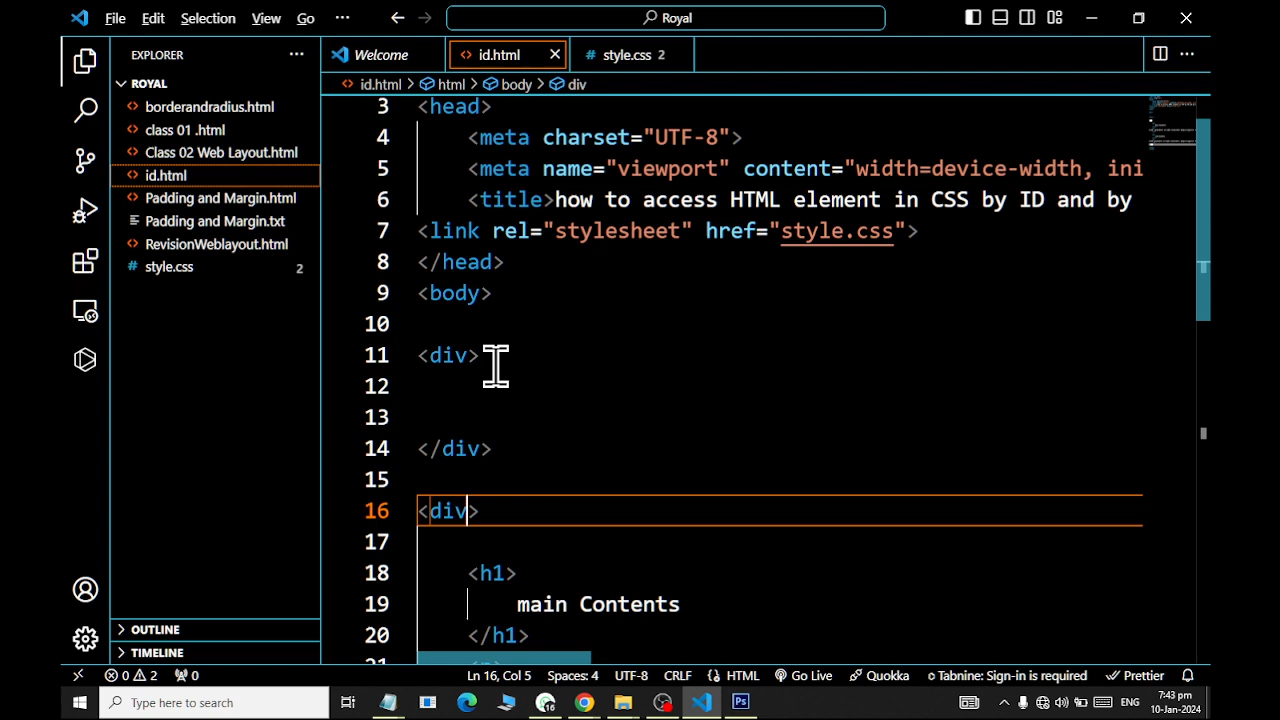 File Edit Selection View Go ··· Royal
EXPLORER ···
ROYAL
borderandradius.html
class 01 .html
Class 02 Web Layout.html
id.html
Padding and Margin.html
Padding and Margin.txt
RevisionWeblayout.html
style.css 2
OUTLINE
TIMELINE
Welcome id.html style.css 2 ···
id.html > html > body > div
3 <head>
4 <meta charset="UTF-8">
5 <meta name="viewport" content="width=device-width, ini
6 <title>how to access HTML element in CSS by ID and by
7 <link rel="stylesheet" href="style.css">
8 </head>
9 <body>
10
11 <div>
12
13
14 </div>
15
16 <div>
17
18 <h1>
19 main Contents
20 </h1>
0 2 0 Ln 16, Col 5 Spaces: 4 UTF-8 CRLF HTML Go Live Quokka Tabnine: Sign-in is required Prettier
Type here to search 16 Ps ENG 7:43 pm
10-Jan-2024